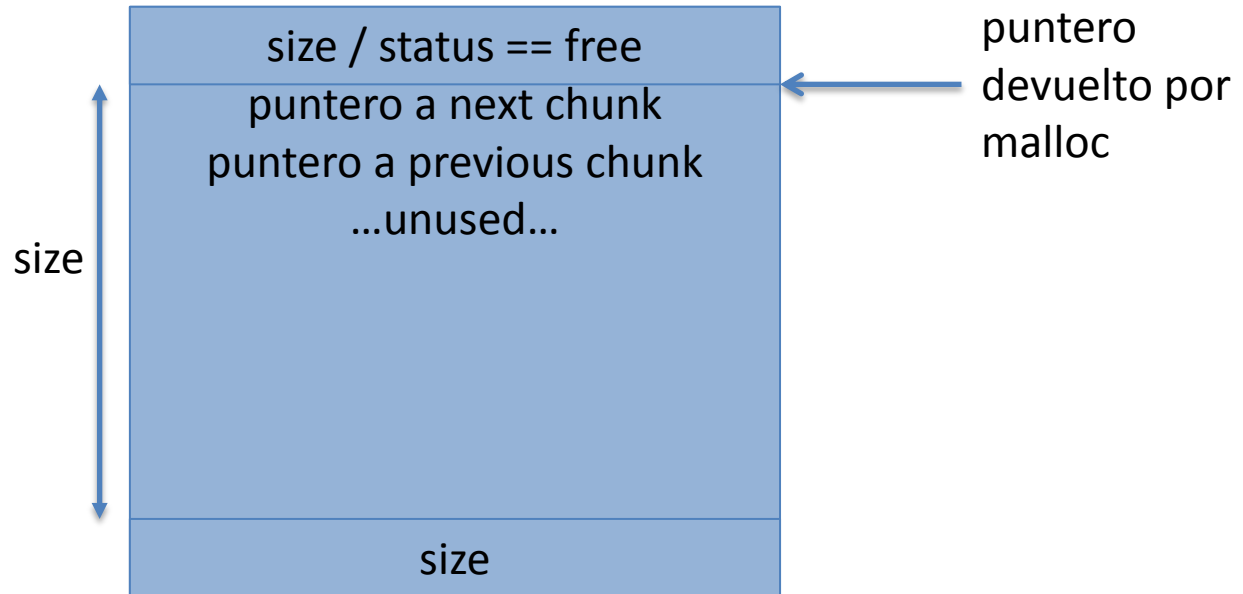 size / status == free
puntero a next chunk
puntero a previous chunk
...unused...
size
size
puntero
devuelto por
malloc